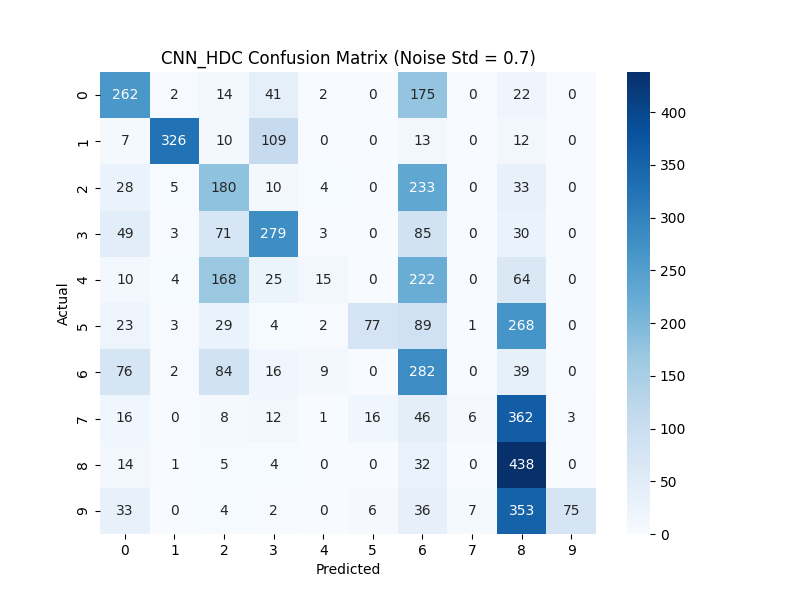 CNN_HDC Confusion Matrix (Noise Std = 0.7)
0 262 2 14 41 2 0 175 0 22 0
1 7 326 10 109 0 0 13 0 12 0
2 28 5 180 10 4 0 233 0 33 0
3 49 3 71 279 3 0 85 0 30 0
4 10 4 168 25 15 0 222 0 64 0
5 23 3 29 4 2 77 89 1 268 0
6 76 2 84 16 9 0 282 0 39 0
7 16 0 8 12 1 16 46 6 362 3
8 14 1 5 4 0 0 32 0 438 0
9 33 0 4 2 0 6 36 7 353 75
0 1 2 3 4 5 6 7 8 9
Predicted
Actual
400
350
300
250
200
150
100
50
0